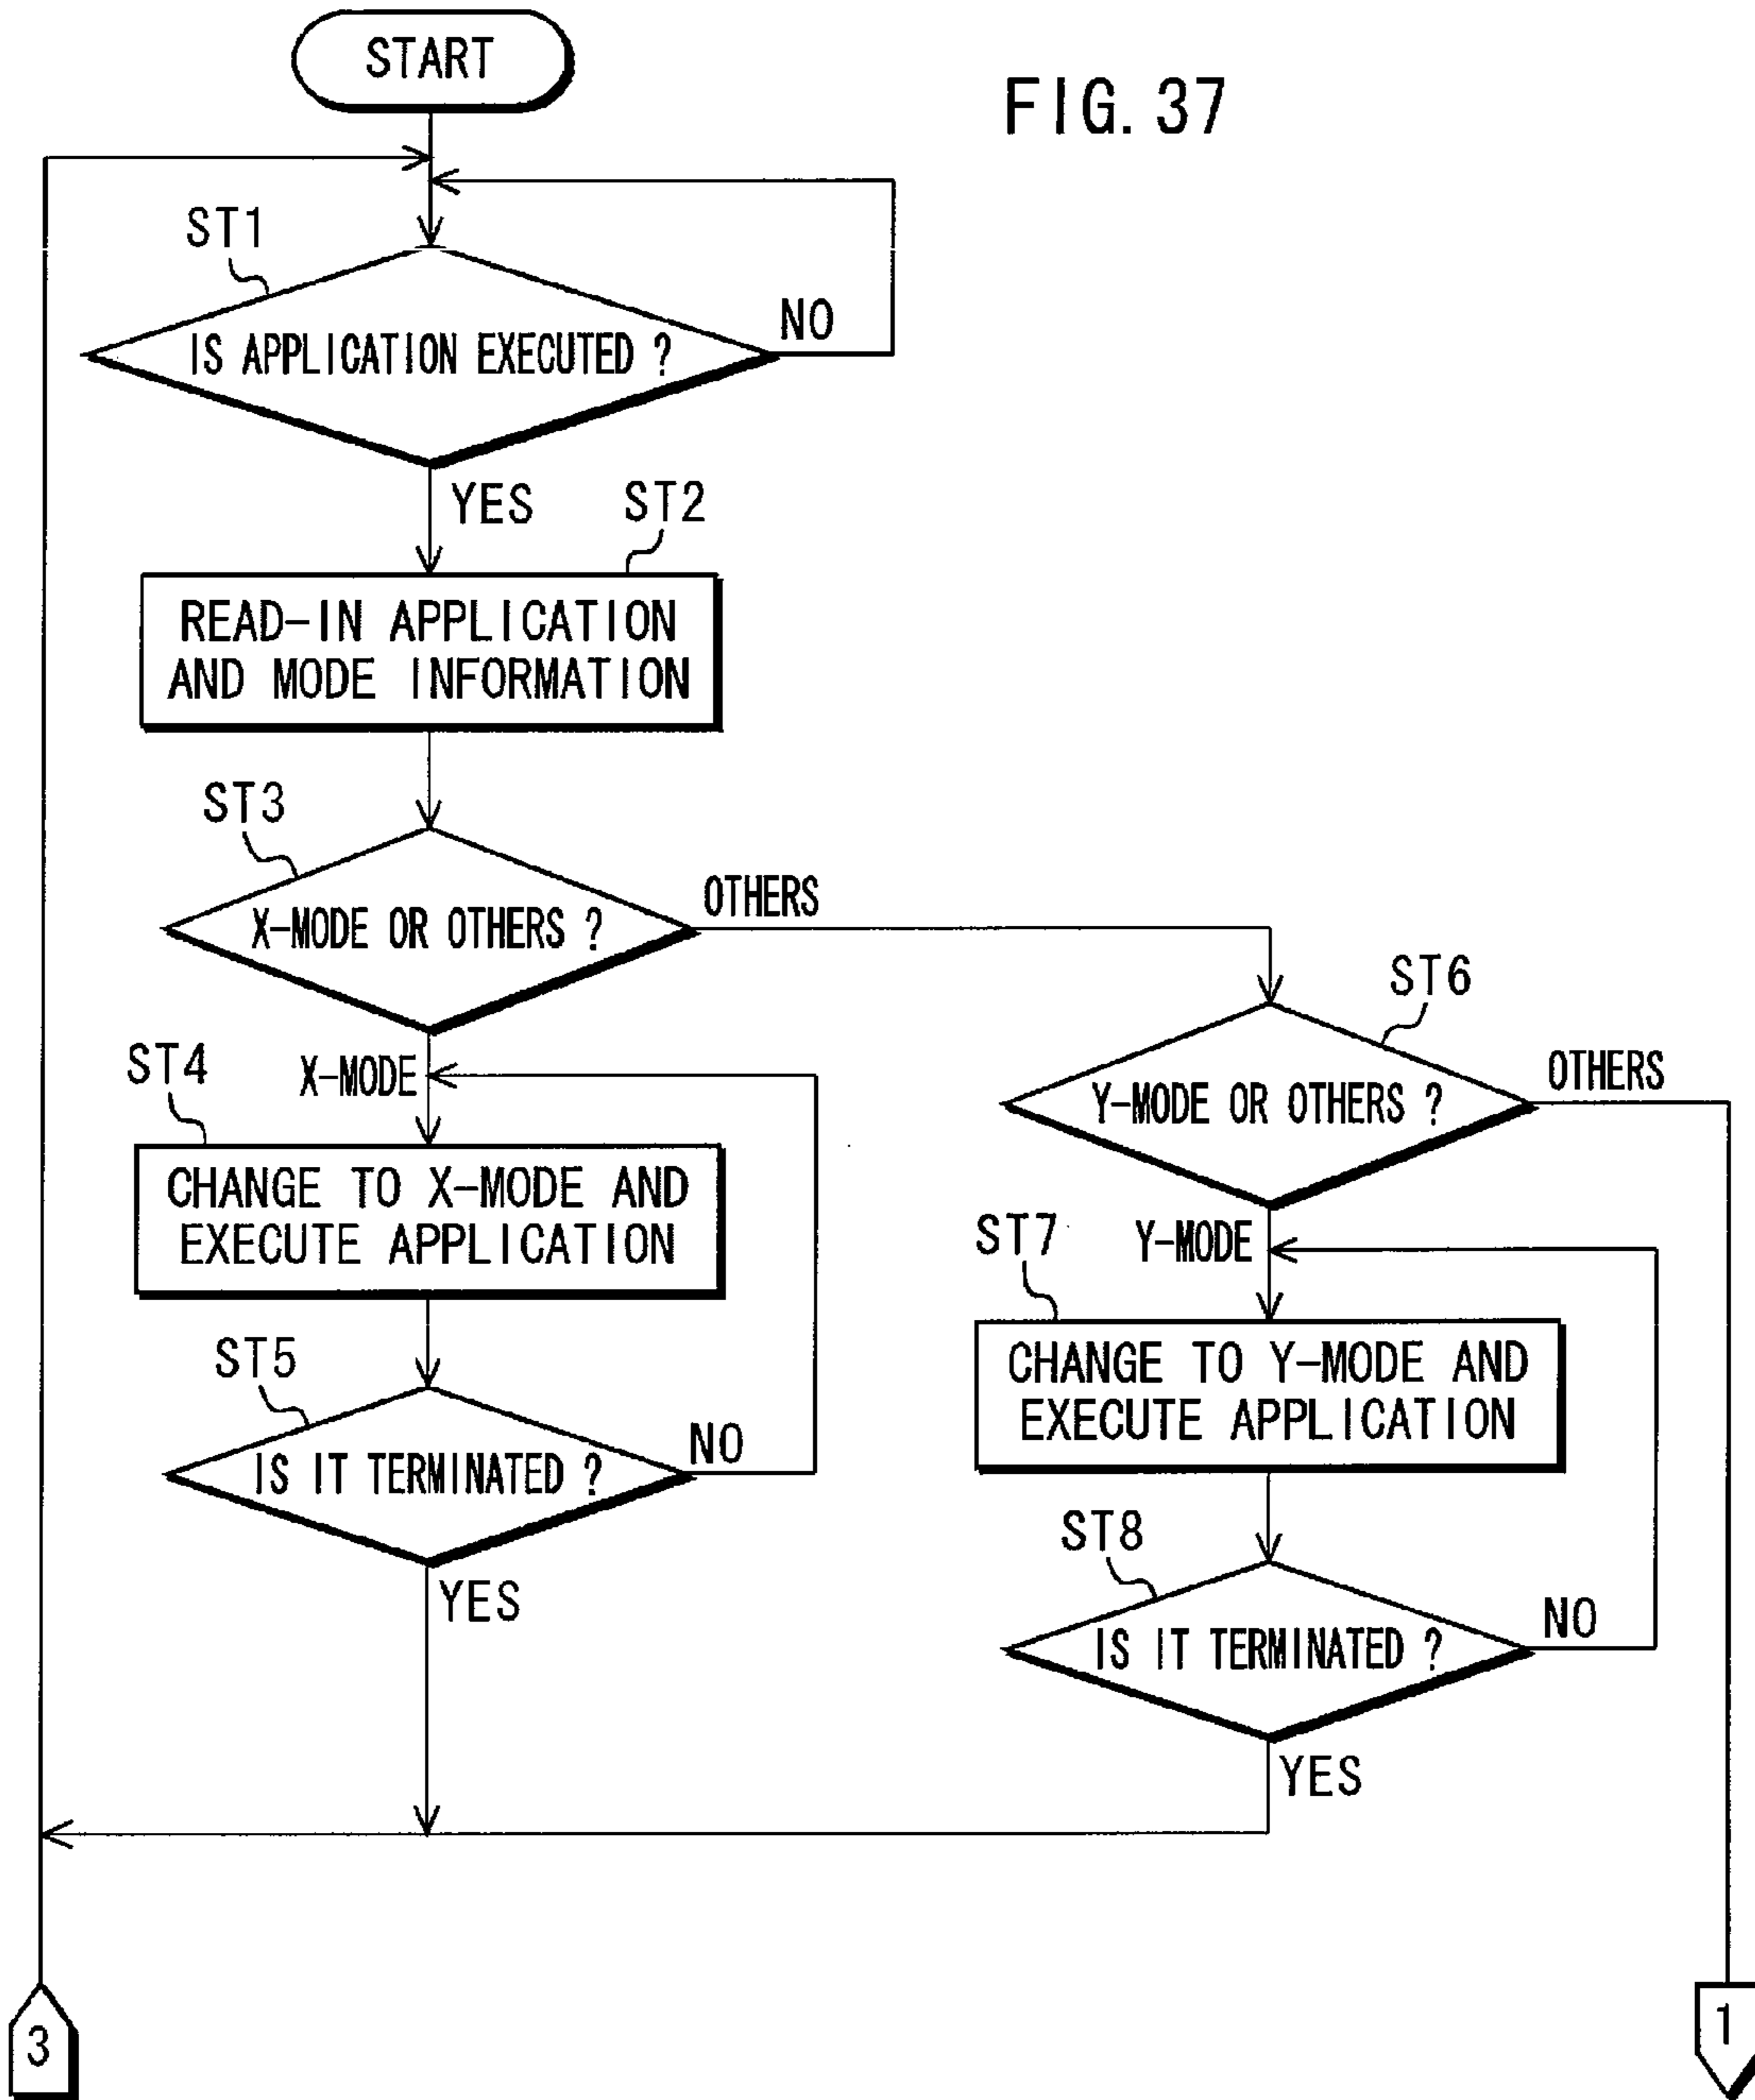 START
FIG. 37
ST1
IS APPLICATION EXECUTED ?
NO
YES
ST2
READ-IN APPLICATION
AND MODE INFORMATION
ST3
X-MODE OR OTHERS ?
OTHERS
ST6
Y-MODE OR OTHERS ?
OTHERS
ST4
X-MODE
CHANGE TO X-MODE AND
EXECUTE APPLICATION
ST7
Y-MODE
CHANGE TO Y-MODE AND
EXECUTE APPLICATION
ST5
IS IT TERMINATED ?
NO
YES
ST8
IS IT TERMINATED ?
NO
YES
3
1